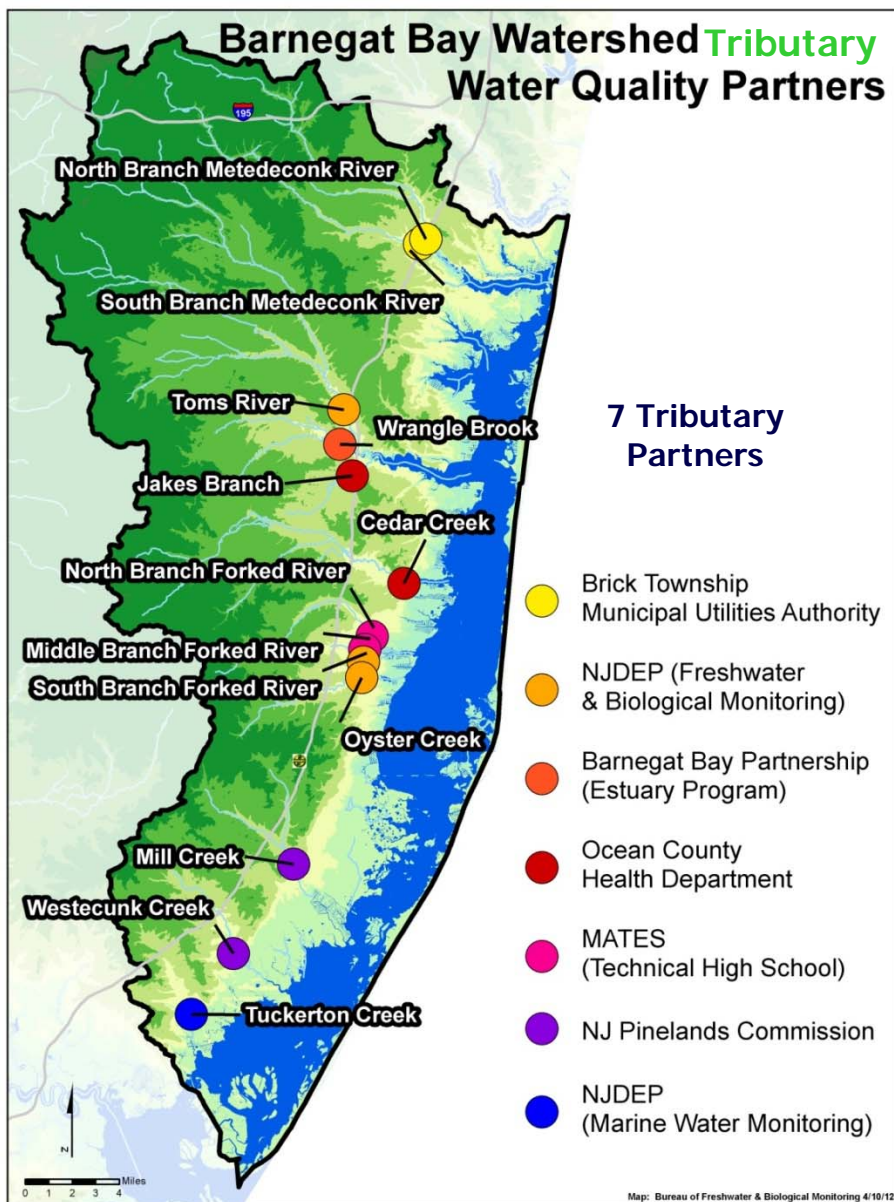 Barnegat Bay Watershed Tributary
Water Quality Partners
195
North Branch Metedeconk River
South Branch Metedeconk River
Toms River
Wrangle Brook
7 Tributary
Partners
Jakes Branch
Cedar Creek
North Branch Forked River
Middle Branch Forked River
South Branch Forked River
Oyster Creek
Mill Creek
Westecunk Creek
Tuckerton Creek
Brick Township
Municipal Utilities Authority
NJDEP (Freshwater
& Biological Monitoring)
Barnegat Bay Partnership
(Estuary Program)
Ocean County
Health Department
MATES
(Technical High School)
NJ Pinelands Commission
NJDEP
(Marine Water Monitoring)
N
Miles
0 1 2 3 4
Map: Bureau of Freshwater & Biological Monitoring 4/10/12